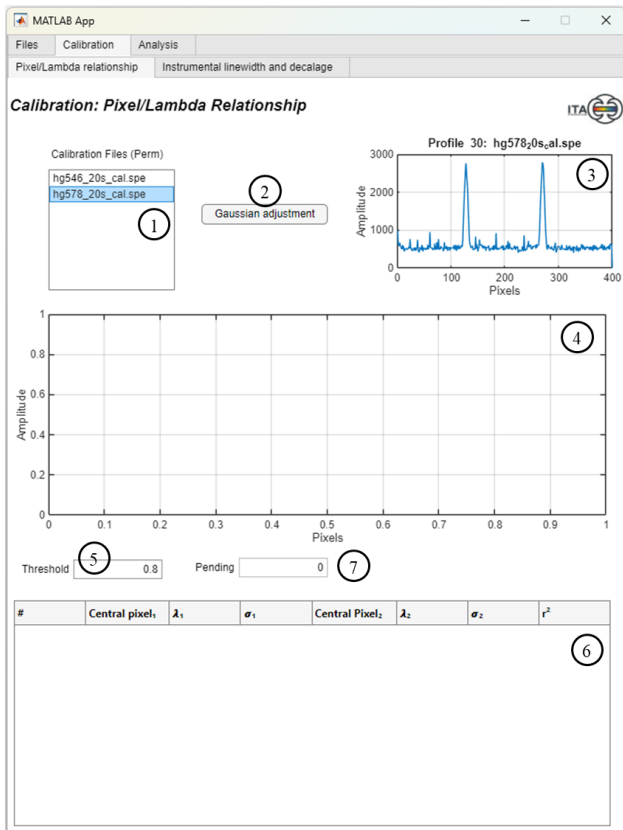 MATLAB App
Files Calibration Analysis
Pixel/Lambda relationship Instrumental linewidth and decalage
Calibration: Pixel/Lambda Relationship
ITA
Calibration Files (Perm)
hg546_20s_cal.spe
hg578_20s_cal.spe
1
2
Gaussian adjustment
Profile 30: hg578₂0s꜀al.spe
3000
2000
1000
0
Amplitude
0 100 200 300 400
Pixels
3
1
0.8
0.6
0.4
0.2
0
Amplitude
0 0.1 0.2 0.3 0.4 0.5 0.6 0.7 0.8 0.9 1
Pixels
4
5
Threshold 0.8 Pending 0 7
# Central pixel₁ λ₁ σ₁ Central Pixel₂ λ₂ σ₂ r²
6